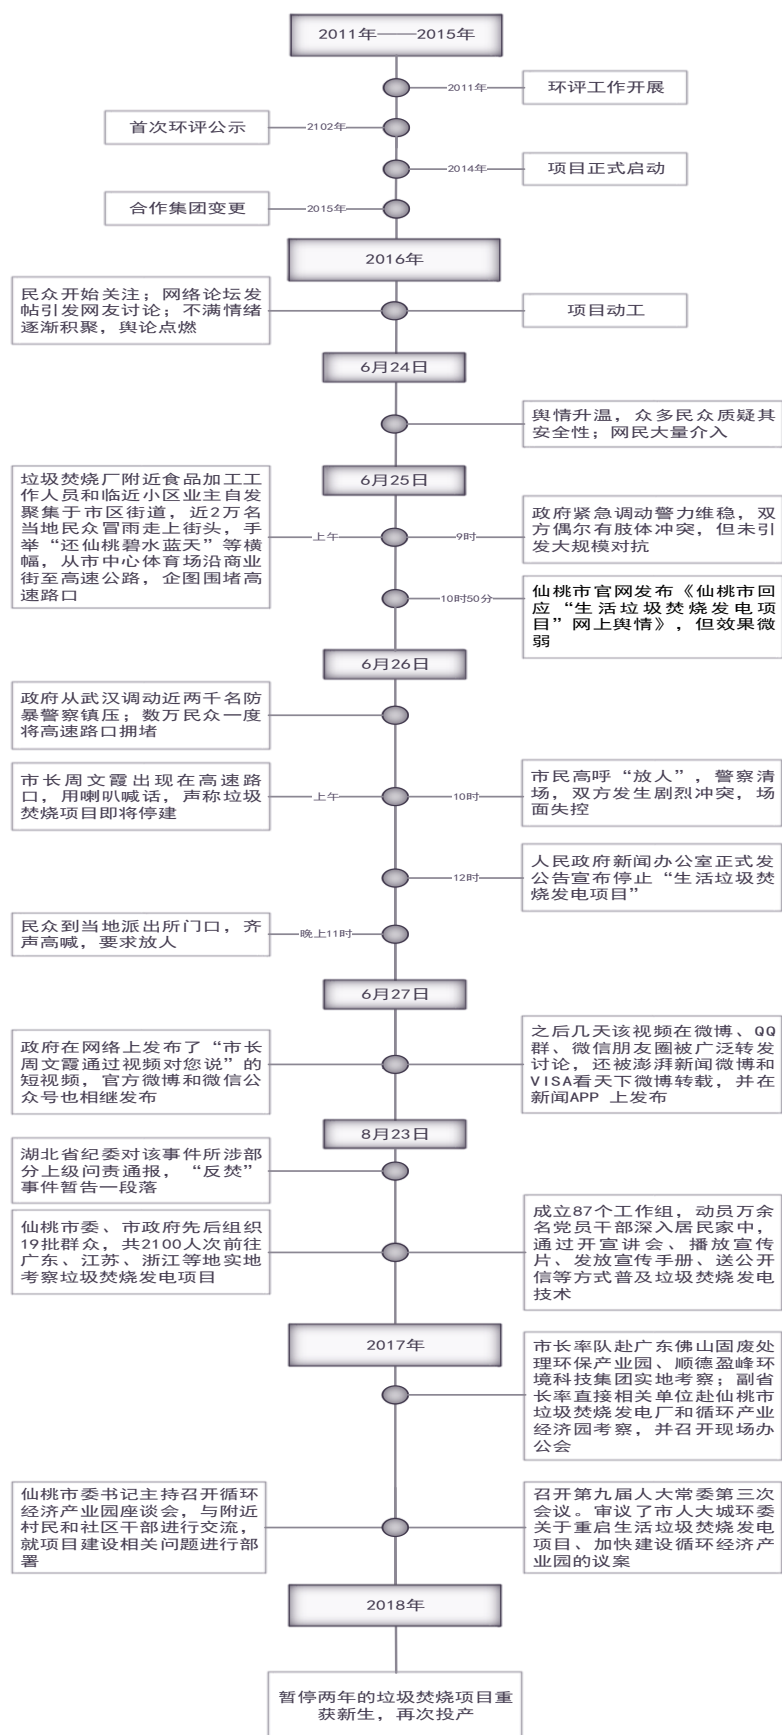 2011年——2015年
2011年
环评工作开展
首次环评公示
2102年
2014年
项目正式启动
合作集团变更
2015年
2016年
民众开始关注；网络论坛发
帖引发网友讨论；不满情绪
逐渐积聚，舆论点燃
项目动工
6月24日
舆情升温，众多民众质疑其
安全性；网民大量介入
6月25日
垃圾焚烧厂附近食品加工工
作人员和临近小区业主自发
聚集于市区街道，近2万名
当地民众冒雨走上街头，手
举“还仙桃碧水蓝天”等横
幅，从市中心体育场沿商业
街至高速公路，企图围堵高
速路口
上午
9时
政府紧急调动警力维稳，双
方偶尔有肢体冲突，但未引
发大规模对抗
10时50分
仙桃市官网发布《仙桃市回
应“生活垃圾焚烧发电项
目”网上舆情》，但效果微
弱
6月26日
政府从武汉调动近两千名防
暴警察镇压；数万民众一度
将高速路口拥堵
市长周文霞出现在高速路
口，用喇叭喊话，声称垃圾
焚烧项目即将停建
上午
10时
市民高呼“放人”，警察清
场，双方发生剧烈冲突，场
面失控
12时
人民政府新闻办公室正式发
公告宣布停止“生活垃圾焚
烧发电项目”
民众到当地派出所门口，齐
声高喊，要求放人
晚上11时
6月27日
政府在网络上发布了“市长
周文霞通过视频对您说”的
短视频，官方微博和微信公
众号也相继发布
之后几天该视频在微博、QQ
群、微信朋友圈被广泛转发
讨论，还被澎湃新闻微博和
VISA看天下微博转载，并在
新闻APP 上发布
8月23日
湖北省纪委对该事件所涉部
分上级问责通报，“反焚”
事件暂告一段落
仙桃市委、市政府先后组织
19批群众，共2100人次前往
广东、江苏、浙江等地实地
考察垃圾焚烧发电项目
成立87个工作组，动员万余
名党员干部深入居民家中，
通过开宣讲会、播放宣传
片、发放宣传手册、送公开
信等方式普及垃圾焚烧发电
技术
2017年
市长率队赴广东佛山固废处
理环保产业园、顺德盈峰环
境科技集团实地考察；副省
长率直接相关单位赴仙桃市
垃圾焚烧发电厂和循环产业
经济园考察，并召开现场办
公会
仙桃市委书记主持召开循环
经济产业园座谈会，与附近
村民和社区干部进行交流，
就项目建设相关问题进行部
署
召开第九届人大常委第三次
会议。审议了市人大城环委
关于重启生活垃圾焚烧发电
项目、加快建设循环经济产
业园的议案
2018年
暂停两年的垃圾焚烧项目重
获新生，再次投产